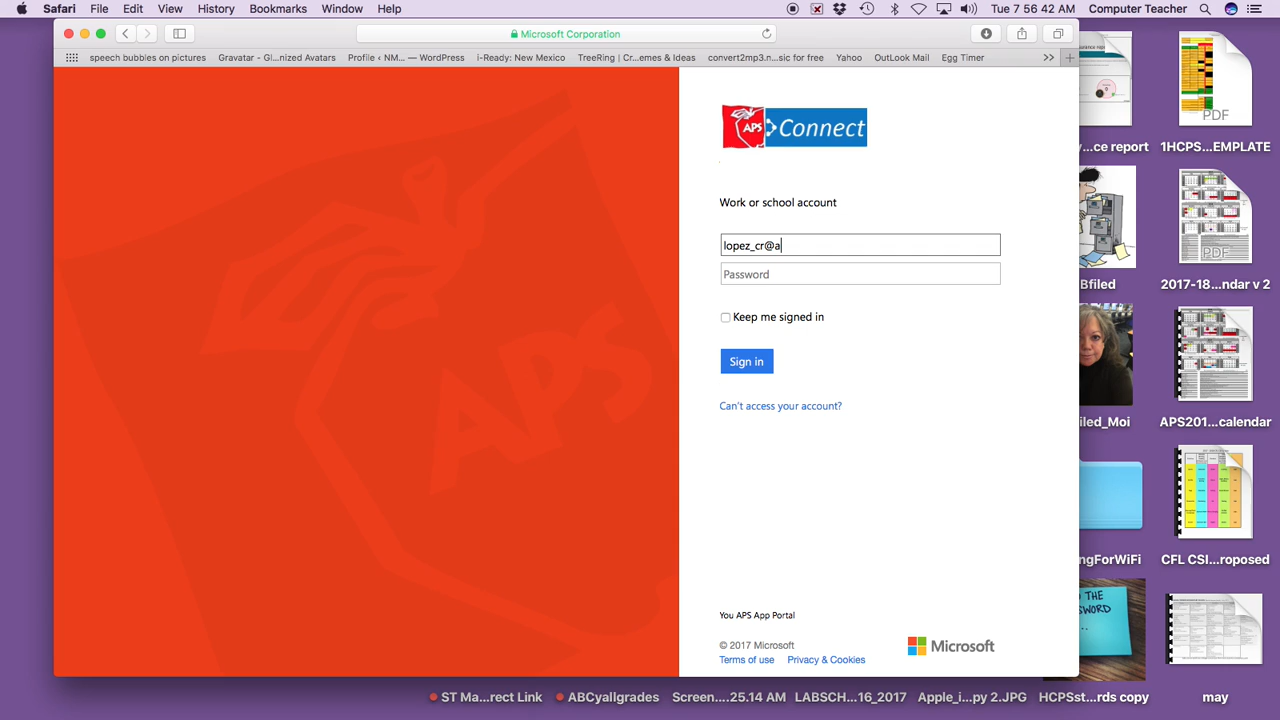 Safari File Edit View History Bookmarks Window Help Tue 7 56 42 AM Computer Teacher
Microsoft Corporation
speech bubbles on pictures Gravatar - Gl...nized Avatars Profile ‹ NM... — WordPress i-Ready: New Mexico TreeRing | Cr...emes & Ideas convert2mp3.n...sic for free Yahoo OutLook Mail Egg Timer
APS Connect
Work or school account
lopez_cr@a
Password
Keep me signed in
Sign in
Can't access your account?
You APS App Portal
© 2017 Microsoft
Terms of use Privacy & Cookies
Microsoft
APS
PDF
y...ce report 1HCPS...EMPLATE
PDF
Bfiled 2017-18...ndar v 2
iled_Moi APS201...calendar
ngForWiFi CFL CSI...roposed
THE
ST Ma...rect Link ABCyallgrades Screen...25.14 AM LABSCH...16_2017 Apple_i...py 2.JPG HCPSst...rds copy may